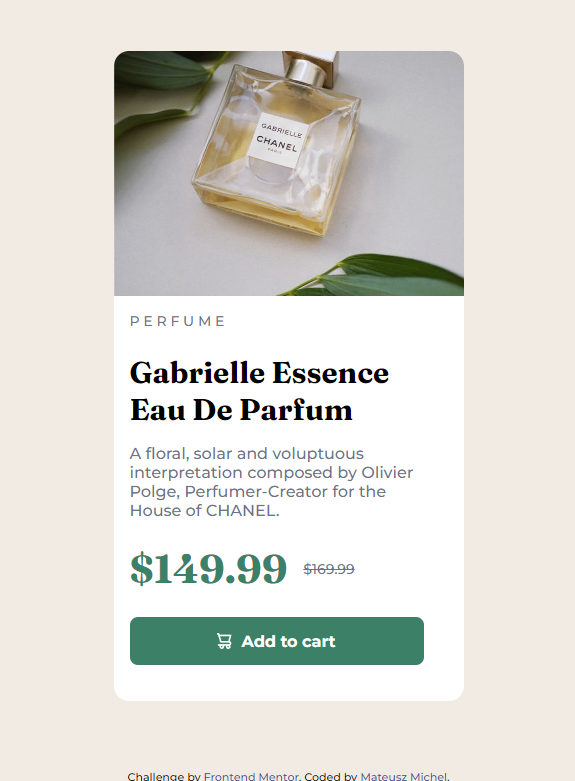 GABRIELLE
CHANEL
PARIS
PERFUME
Gabrielle Essence
Eau De Parfum
A floral, solar and voluptuous
interpretation composed by Olivier
Polge, Perfumer-Creator for the
House of CHANEL.
$149.99 $169.99
Add to cart
Challenge by Frontend Mentor. Coded by Mateusz Michel.